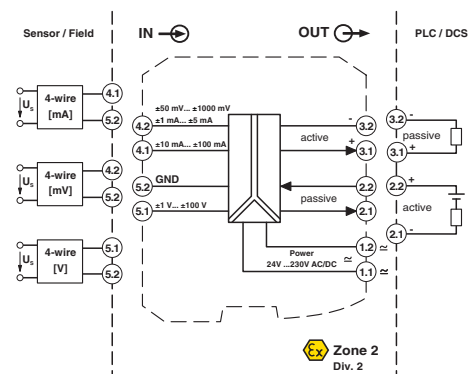 Sensor / Field
IN
OUT
PLC / DCS
Us
4-wire
[mA]
4.1
5.2
Us
4-wire
[mV]
4.2
5.2
Us
4-wire
[V]
5.1
5.2
±50 mV... ±1000 mV
4.2
±1 mA... ±5 mA
4.1
±10 mA... ±100 mA
5.2
GND
5.1
±1 V... ±100 V
active
-
3.2
+
3.1
passive
2.2
2.1
Power
24V ...230V AC/DC
≂
1.2
≂
≂
1.1
≂
3.2
-
passive
3.1
+
2.2
+
active
2.1
-
Ex
Zone 2
Div. 2